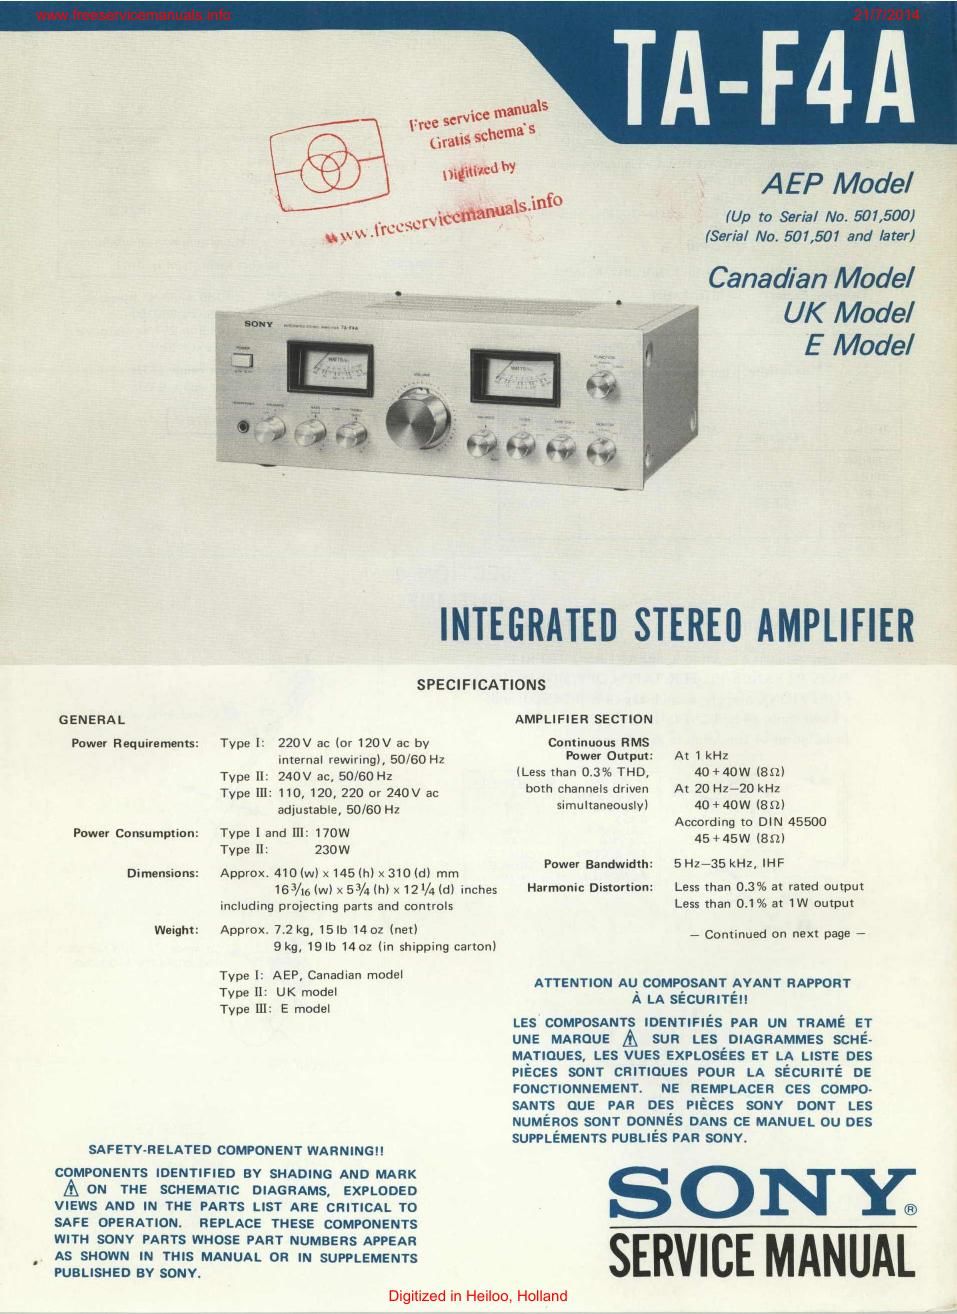 www.freeservicemanuals.info
21/7/2014
TA-F4A
Free service manuals
Gratis schema's
Digitized by
www.freeservicemanuals.info
AEP Model
(Up to Serial No. 501,500)
(Serial No. 501,501 and later)
Canadian Model
UK Model
E Model
SONY INTEGRATED STEREO AMPLIFIER TA-F4A
POWER
WATTS
WATTS
FUNCTION
VOLUME
INTEGRATED STEREO AMPLIFIER
SPECIFICATIONS
GENERAL
Power Requirements: Type I: 220V ac (or 120V ac by
internal rewiring), 50/60 Hz
Type II: 240V ac, 50/60 Hz
Type III: 110, 120, 220 or 240V ac
adjustable, 50/60 Hz
Power Consumption: Type I and III: 170W
Type II: 230W
Dimensions: Approx. 410 (w) x 145 (h) x 310 (d) mm
16 3/16 (w) x 5 3/4 (h) x 12 1/4 (d) inches
including projecting parts and controls
Weight: Approx. 7.2 kg, 15 lb 14 oz (net)
9 kg, 19 lb 14 oz (in shipping carton)
Type I: AEP, Canadian model
Type II: UK model
Type III: E model
AMPLIFIER SECTION
Continuous RMS
Power Output: At 1 kHz
(Less than 0.3% THD, 40 + 40W (8Ω)
both channels driven At 20 Hz—20 kHz
simultaneously) 40 + 40W (8Ω)
According to DIN 45500
45 + 45W (8Ω)
Power Bandwidth: 5 Hz—35 kHz, IHF
Harmonic Distortion: Less than 0.3% at rated output
Less than 0.1% at 1W output
— Continued on next page —
ATTENTION AU COMPOSANT AYANT RAPPORT
À LA SÉCURITÉ!!
LES COMPOSANTS IDENTIFIÉS PAR UN TRAMÉ ET
UNE MARQUE ⚠ SUR LES DIAGRAMMES SCHÉ-
MATIQUES, LES VUES EXPLOSÉES ET LA LISTE DES
PIÈCES SONT CRITIQUES POUR LA SÉCURITÉ DE
FONCTIONNEMENT. NE REMPLACER CES COMPO-
SANTS QUE PAR DES PIÈCES SONY DONT LES
NUMÉROS SONT DONNÉS DANS CE MANUEL OU DES
SUPPLÉMENTS PUBLIÉS PAR SONY.
SAFETY-RELATED COMPONENT WARNING!!
COMPONENTS IDENTIFIED BY SHADING AND MARK
⚠ ON THE SCHEMATIC DIAGRAMS, EXPLODED
VIEWS AND IN THE PARTS LIST ARE CRITICAL TO
SAFE OPERATION. REPLACE THESE COMPONENTS
WITH SONY PARTS WHOSE PART NUMBERS APPEAR
AS SHOWN IN THIS MANUAL OR IN SUPPLEMENTS
PUBLISHED BY SONY.
SONY®
SERVICE MANUAL
Digitized in Heiloo, Holland